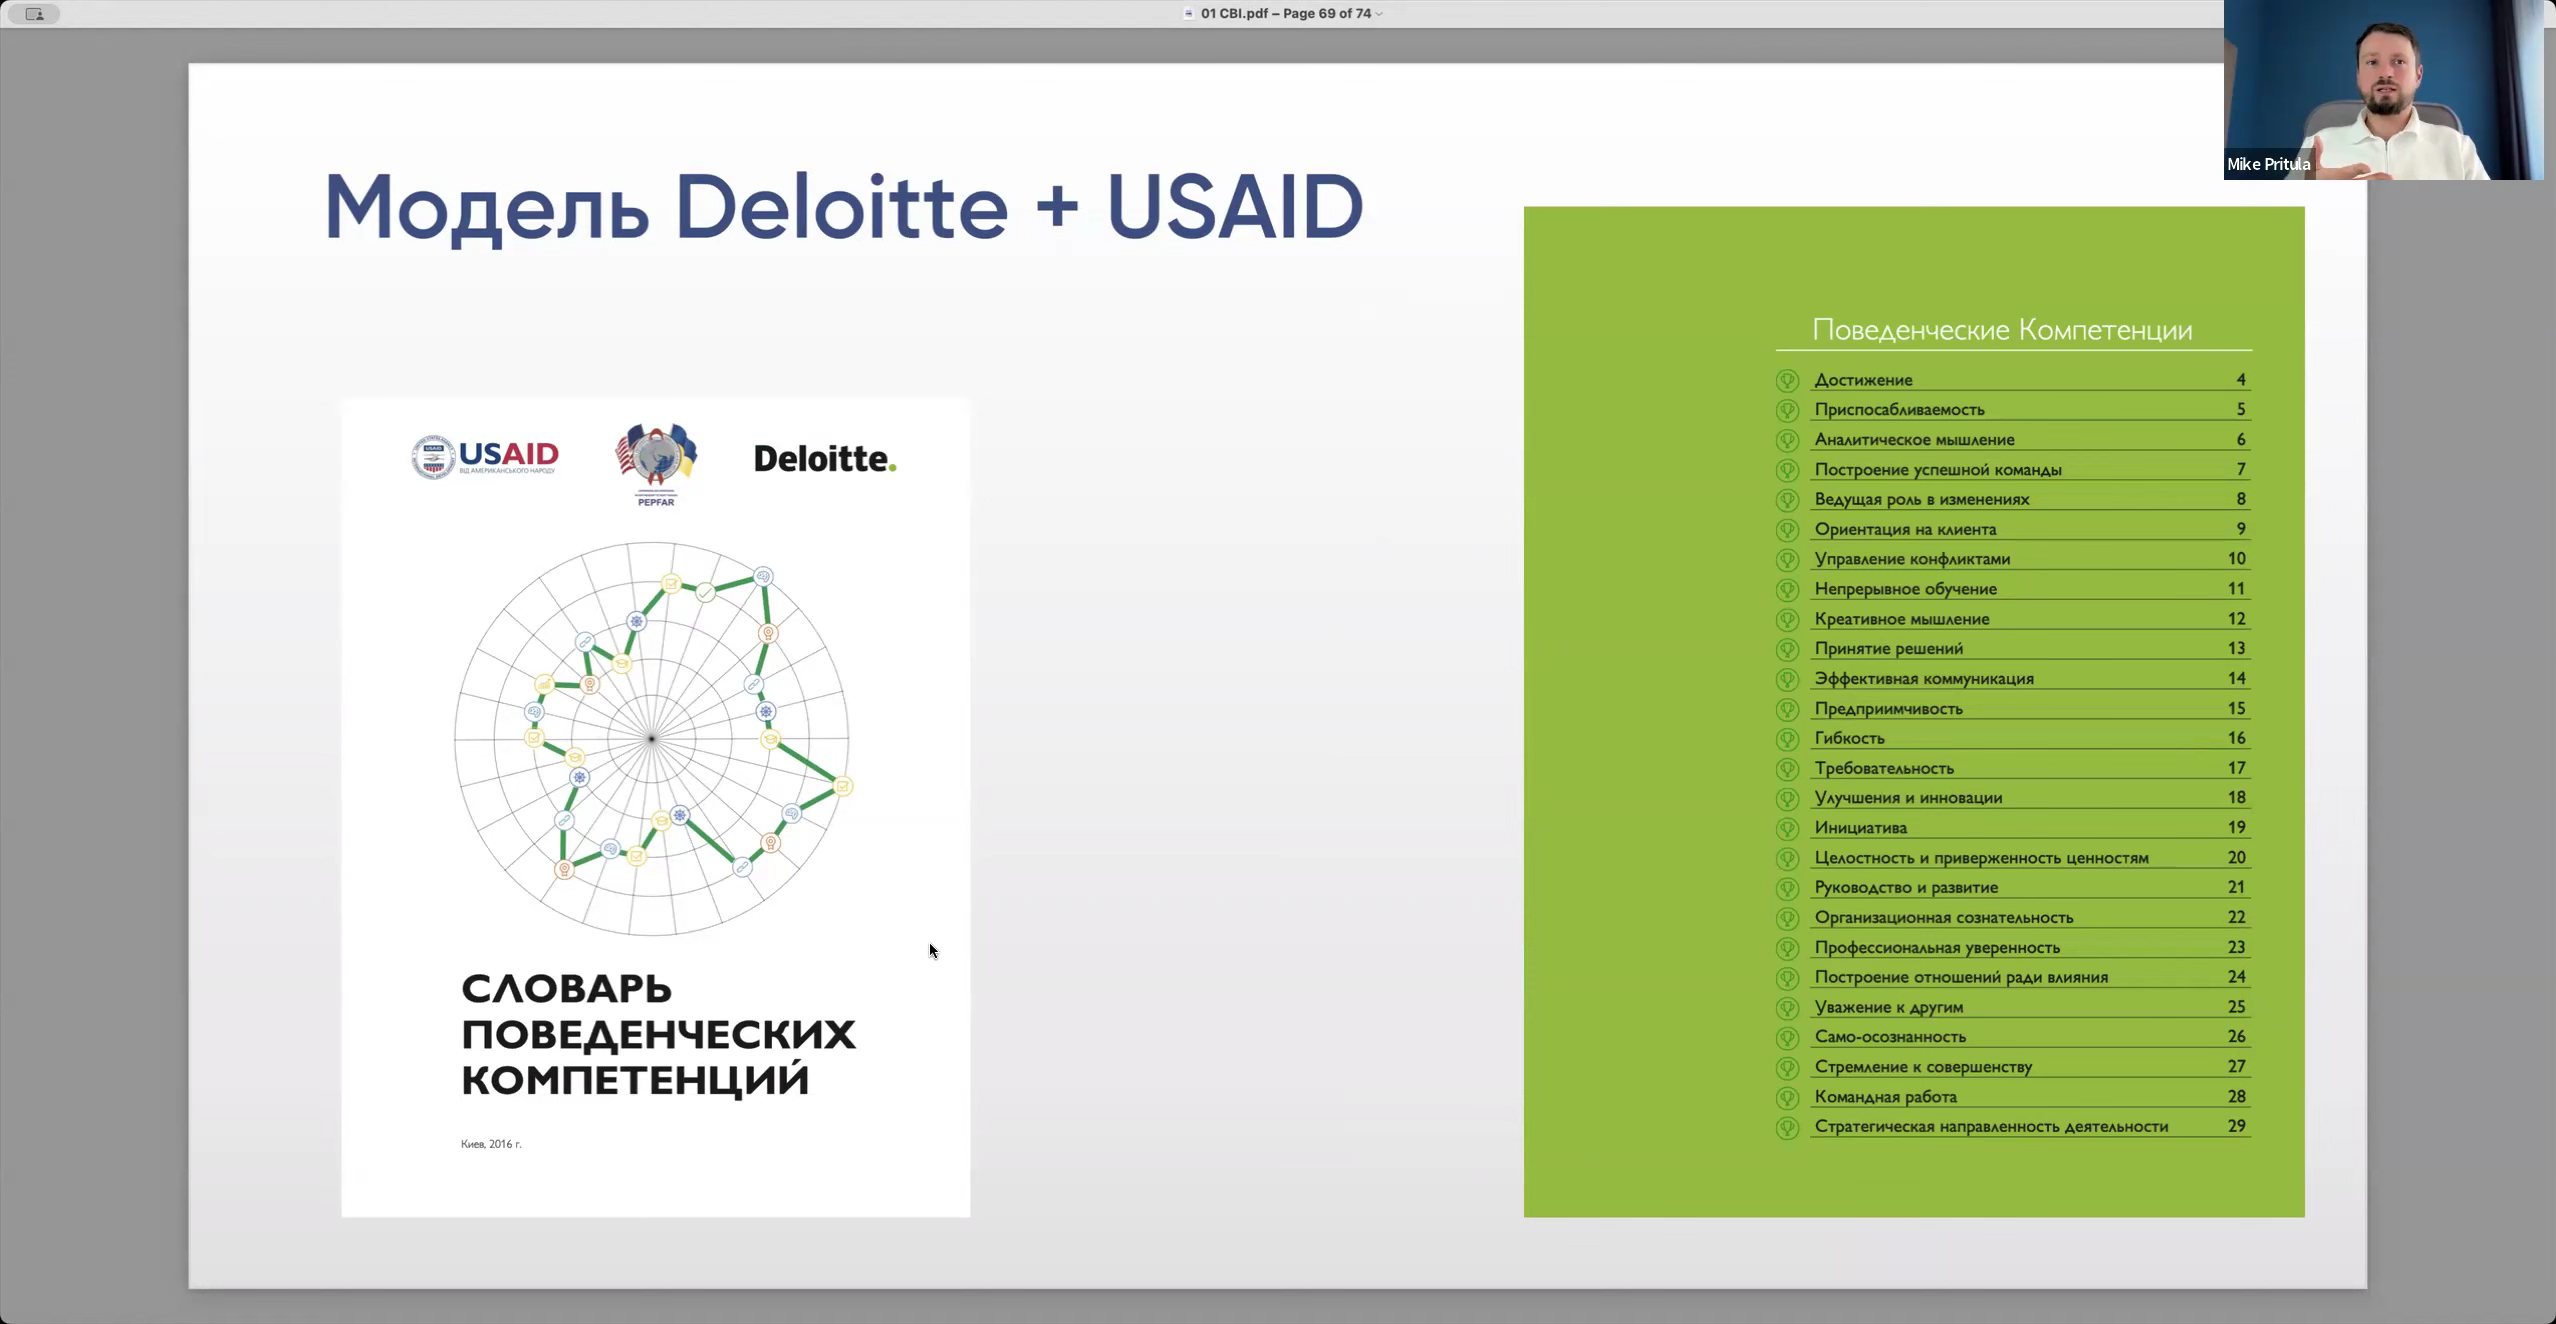 01 CBI.pdf – Page 69 of 74
Mike Pritula
Модель Deloitte + USAID
USAID
ВІД АМЕРИКАНСЬКОГО НАРОДУ
PEPFAR
Deloitte.
СЛОВАРЬ
ПОВЕДЕНЧЕСКИХ
КОМПЕТЕНЦИЙ
Киев, 2016 г.
Поведенческие Компетенции
Достижение 4
Приспосабливаемость 5
Аналитическое мышление 6
Построение успешной команды 7
Ведущая роль в изменениях 8
Ориентация на клиента 9
Управление конфликтами 10
Непрерывное обучение 11
Креативное мышление 12
Принятие решений 13
Эффективная коммуникация 14
Предприимчивость 15
Гибкость 16
Требовательность 17
Улучшения и инновации 18
Инициатива 19
Целостность и приверженность ценностям 20
Руководство и развитие 21
Организационная сознательность 22
Профессиональная уверенность 23
Построение отношений ради влияния 24
Уважение к другим 25
Само-осознанность 26
Стремление к совершенству 27
Командная работа 28
Стратегическая направленность деятельности 29